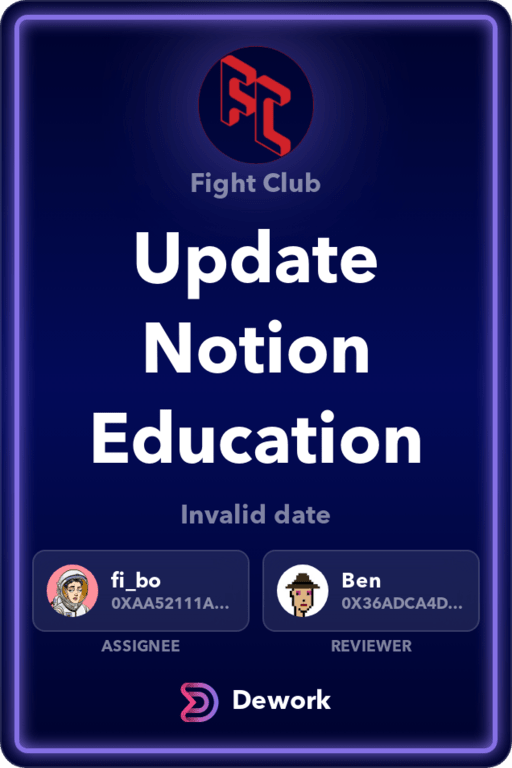 FC
Fight Club
Update
Notion
Education
Invalid date
fi_bo
0XAA52111A...
Ben
0X36ADCA4D...
ASSIGNEE
REVIEWER
Dework